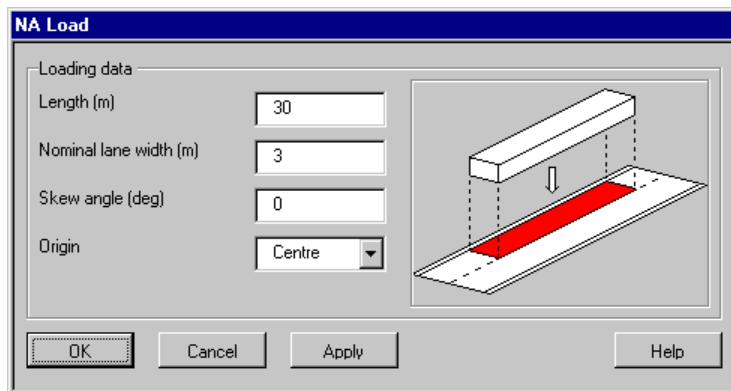 NA Load
Loading data
Length (m) 30
Nominal lane width (m) 3
Skew angle (deg) 0
Origin Centre
OK Cancel Apply Help